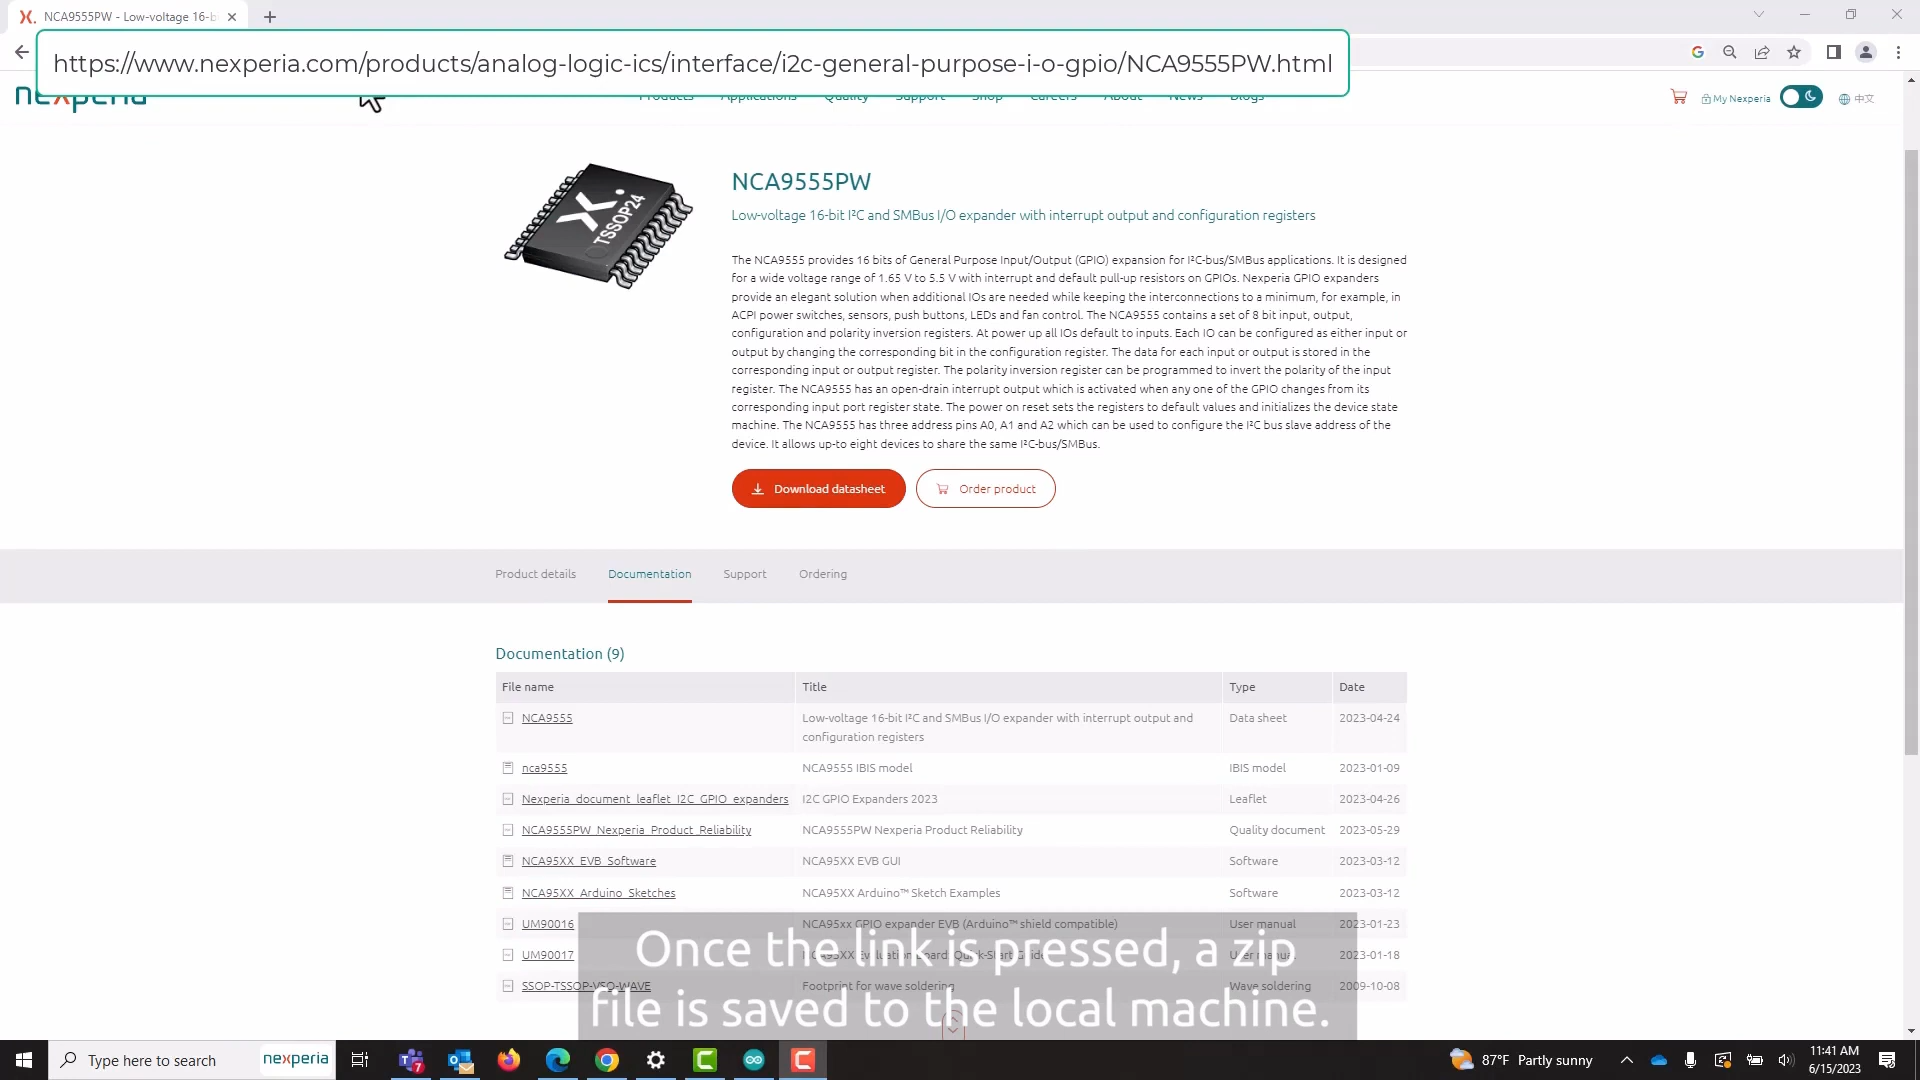 NCA9555PW - Low-voltage 16-b
https://www.nexperia.com/products/analog-logic-ics/interface/i2c-general-purpose-i-o-gpio/NCA9555PW.html
nexperia
Products Applications Quality Support Shop Careers About News Blogs
My Nexperia
中文
TSSOP24
NCA9555PW
Low-voltage 16-bit I²C and SMBus I/O expander with interrupt output and configuration registers
The NCA9555 provides 16 bits of General Purpose Input/Output (GPIO) expansion for I²C-bus/SMBus applications. It is designed
for a wide voltage range of 1.65 V to 5.5 V with interrupt and default pull-up resistors on GPIOs. Nexperia GPIO expanders
provide an elegant solution when additional IOs are needed while keeping the interconnections to a minimum, for example, in
ACPI power switches, sensors, push buttons, LEDs and fan control. The NCA9555 contains a set of 8 bit input, output,
configuration and polarity inversion registers. At power up all IOs default to inputs. Each IO can be configured as either input or
output by changing the corresponding bit in the configuration register. The data for each input or output is stored in the
corresponding input or output register. The polarity inversion register can be programmed to invert the polarity of the input
register. The NCA9555 has an open-drain interrupt output which is activated when any one of the GPIO changes from its
corresponding input port register state. The power on reset sets the registers to default values and initializes the device state
machine. The NCA9555 has three address pins A0, A1 and A2 which can be used to configure the I²C bus slave address of the
device. It allows up-to eight devices to share the same I²C-bus/SMBus.
Download datasheet Order product
Product details Documentation Support Ordering
Documentation (9)
File name Title Type Date
NCA9555 Low-voltage 16-bit I²C and SMBus I/O expander with interrupt output and Data sheet 2023-04-24
configuration registers
nca9555 NCA9555 IBIS model IBIS model 2023-01-09
Nexperia_document_leaflet_I2C_GPIO_expanders I2C GPIO Expanders 2023 Leaflet 2023-04-26
NCA9555PW_Nexperia_Product_Reliability NCA9555PW Nexperia Product Reliability Quality document 2023-05-29
NCA95XX_EVB_Software NCA95XX EVB GUI Software 2023-03-12
NCA95XX_Arduino_Sketches NCA95XX Arduino™ Sketch Examples Software 2023-03-12
UM90016 NCA95xx GPIO expander EVB (Arduino™ shield compatible) User manual 2023-01-23
UM90017 NCA95XX Evaluation Board: Quick-Start Guide User manual 2023-01-18
SSOP-TSSOP-VSO-WAVE Footprint for wave soldering Wave soldering 2009-10-08
Once the link is pressed, a zip
file is saved to the local machine.
Type here to search nexperia 7 87°F Partly sunny 11:41 AM
6/15/2023